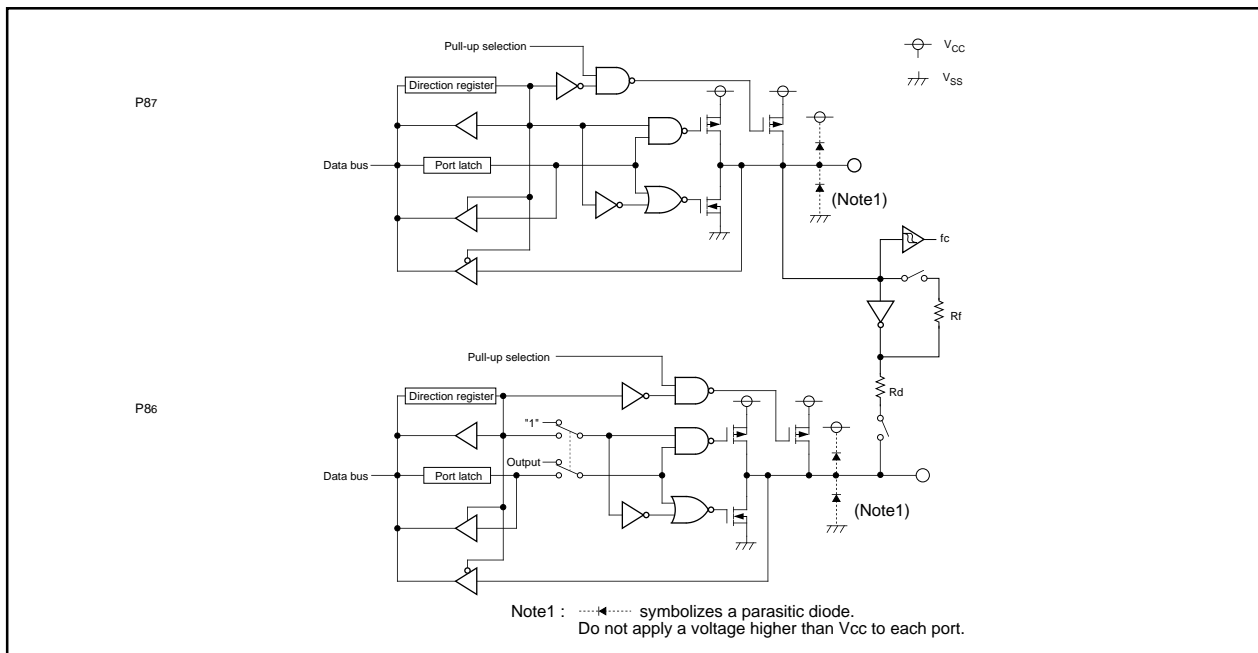 Pull-up selection
VCC
Direction register
VSS
P87
Data bus
Port latch
(Note1)
fc
Rf
Pull-up selection
Direction register
Rd
P86
"1"
Output
Data bus
Port latch
(Note1)
Note1 : symbolizes a parasitic diode.
Do not apply a voltage higher than Vcc to each port.